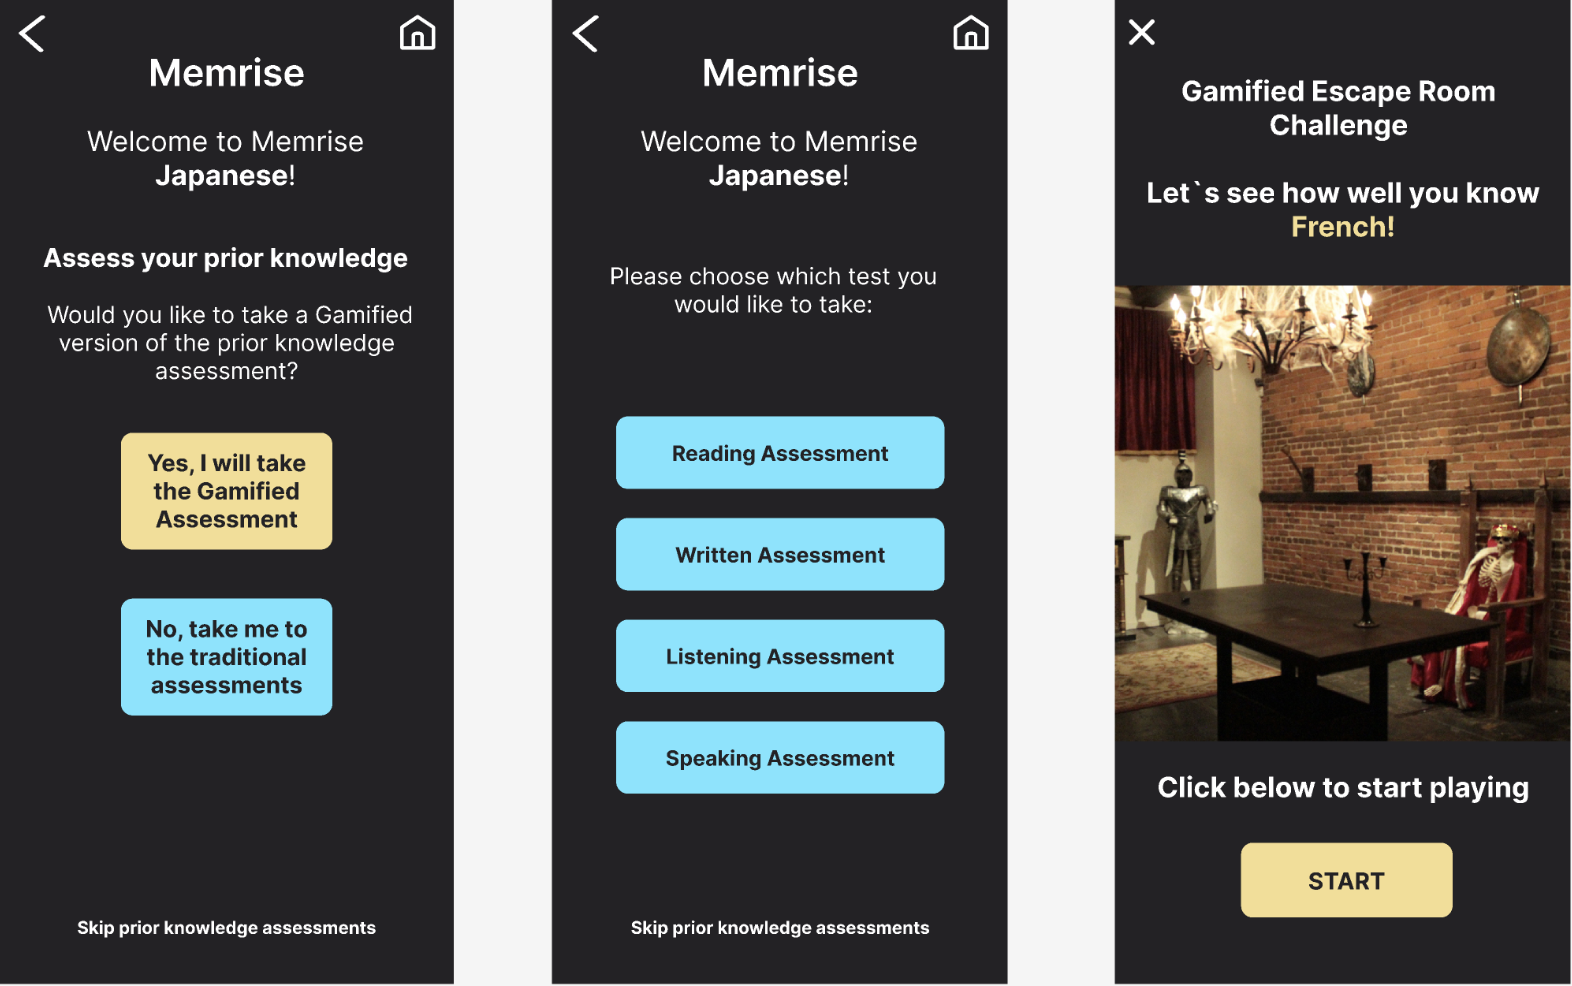 Memrise
Welcome to Memrise
Japanese!
Assess your prior knowledge
Would you like to take a Gamified
version of the prior knowledge
assessment?
Yes, I will take
the Gamified
Assessment
No, take me to
the traditional
assessments
Skip prior knowledge assessments
Memrise
Welcome to Memrise
Japanese!
Please choose which test you
would like to take:
Reading Assessment
Written Assessment
Listening Assessment
Speaking Assessment
Skip prior knowledge assessments
Gamified Escape Room
Challenge
Let`s see how well you know
French!
Click below to start playing
START